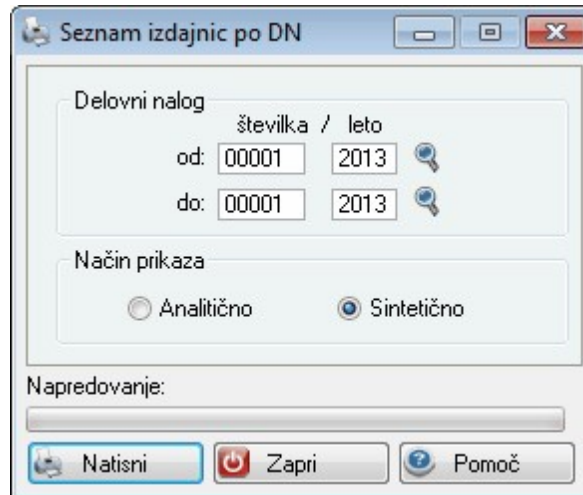 Seznam izdajnic po DN
Delovni nalog
številka / leto
od: 00001 2013
do: 00001 2013
Način prikaza
Analitično Sintetično
Napredovanje:
Natisni Zapri Pomoč